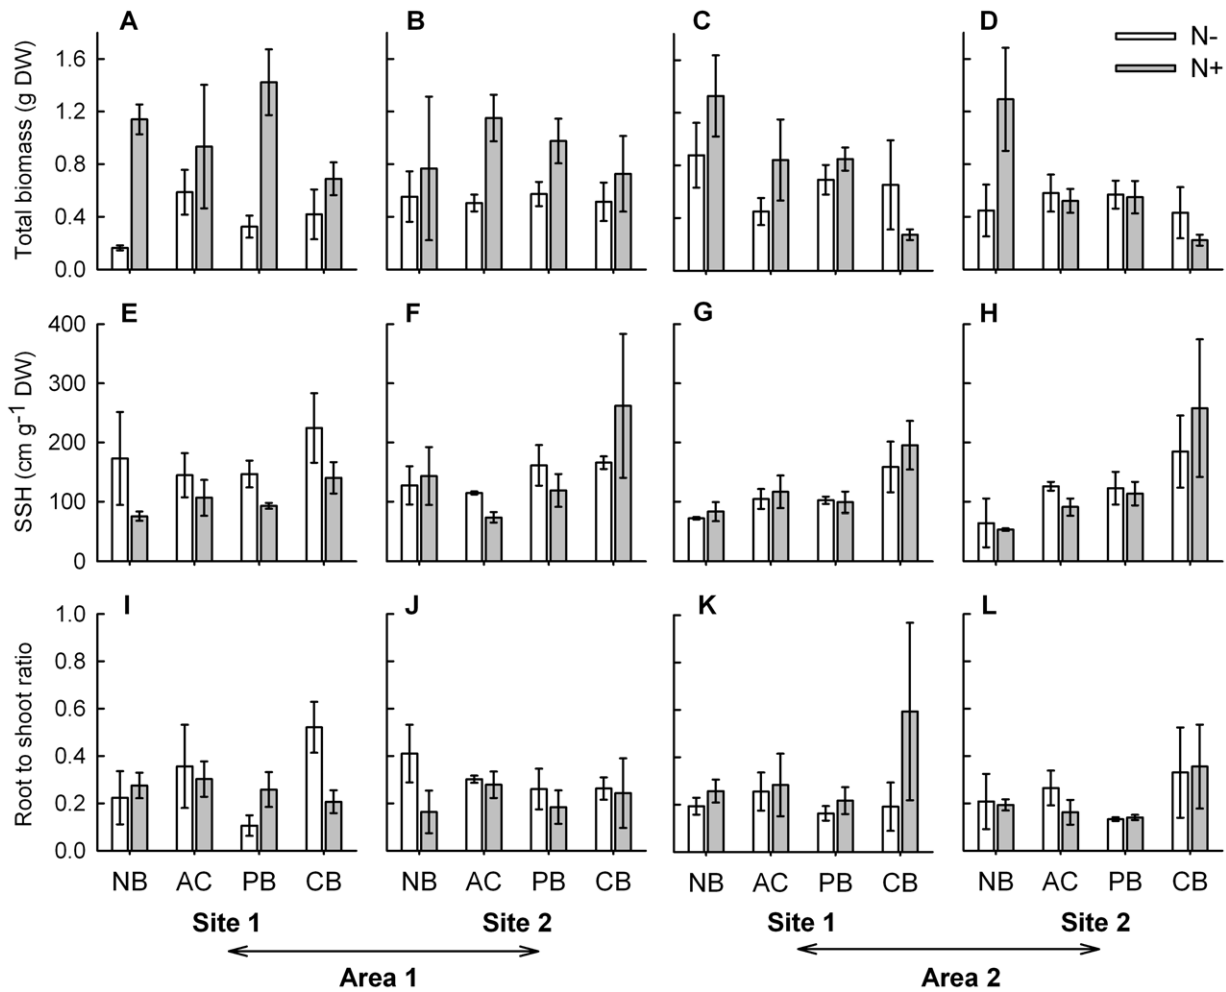 A B C D
N-
N+
Total biomass (g DW)
1.6
1.2
0.8
0.4
0.0
E F G H
SSH (cm g⁻¹ DW)
400
300
200
100
0
I J K L
Root to shoot ratio
1.0
0.8
0.6
0.4
0.2
0.0
NB AC PB CB NB AC PB CB NB AC PB CB NB AC PB CB
Site 1 Site 2 Site 1 Site 2
Area 1 Area 2